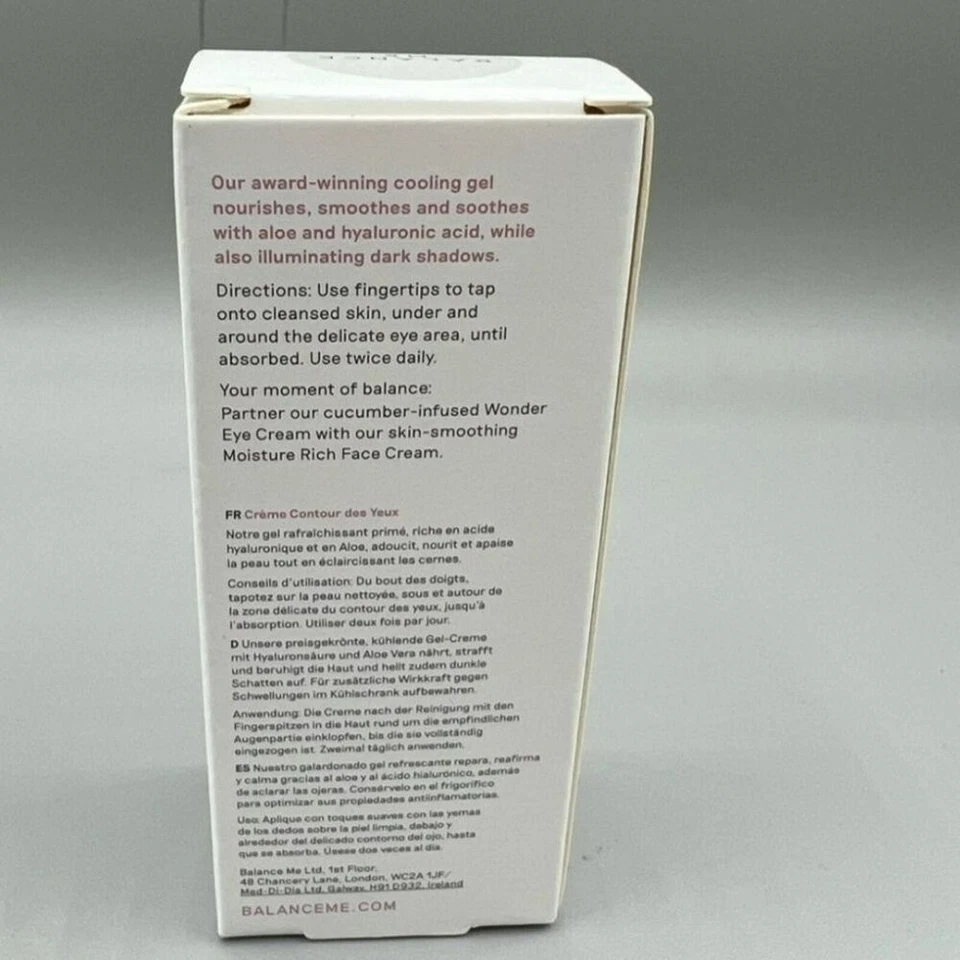 BALANCE
ME
Our award-winning cooling gel
nourishes, smoothes and soothes
with aloe and hyaluronic acid, while
also illuminating dark shadows.
Directions: Use fingertips to tap
onto cleansed skin, under and
around the delicate eye area, until
absorbed. Use twice daily.
Your moment of balance:
Partner our cucumber-infused Wonder
Eye Cream with our skin-smoothing
Moisture Rich Face Cream.
FR Crème Contour des Yeux
Notre gel rafraîchissant primé, riche en acide
hyaluronique et en Aloe, adoucit, nourit et apaise
la peau tout en éclaircissant les cernes.
Conseils d'utilisation: Du bout des doigts,
tapotez sur la peau nettoyée, sous et autour de
la zone délicate du contour des yeux, jusqu'à
l'absorption. Utiliser deux fois par jour.
D Unsere preisgekrönte, kühlende Gel-Creme
mit Hyaluronsäure und Aloe Vera nährt, strafft
und beruhigt die Haut und hellt zudem dunkle
Schatten auf. Für zusätzliche Wirkkraft gegen
Schwellungen im Kühlschrank aufbewahren.
Anwendung: Die Creme nach der Reinigung mit den
Fingerspitzen in die Haut rund um die empfindlichen
Augenpartie einklopfen, bis die sie vollständig
eingezogen ist. Zweimal täglich anwenden.
ES Nuestro galardonado gel refrescante repara, reafirma
y calma gracias al aloe y al ácido hialurónico, además
de aclarar las ojeras. Consérvelo en el frigorífico
para optimizar sus propiedades antiinflamatorias.
Uso: Aplique con toques suaves con las yemas
de los dedos sobre la piel limpia, debajo y
alrededor del delicado contorno del ojo, hasta
que se absorba. Úsese dos veces al día.
Balance Me Ltd, 1st Floor,
48 Chancery Lane, London, WC2A 1JF/
Med-Di-Dia Ltd, Galway, H91 D932, Ireland
BALANCEME.COM